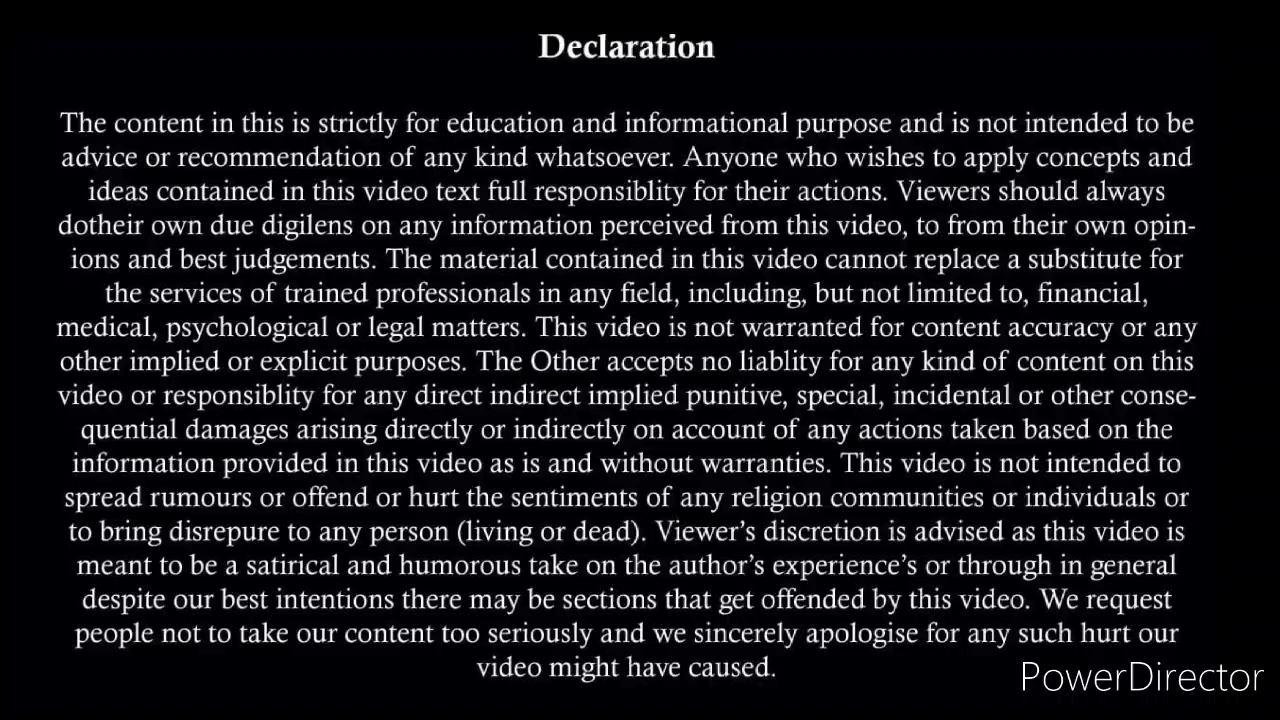 Declaration
The content in this is strictly for education and informational purpose and is not intended to be
advice or recommendation of any kind whatsoever. Anyone who wishes to apply concepts and
ideas contained in this video text full responsiblity for their actions. Viewers should always
dotheir own due digilens on any information perceived from this video, to from their own opin-
ions and best judgements. The material contained in this video cannot replace a substitute for
the services of trained professionals in any field, including, but not limited to, financial,
medical, psychological or legal matters. This video is not warranted for content accuracy or any
other implied or explicit purposes. The Other accepts no liablity for any kind of content on this
video or responsiblity for any direct indirect implied punitive, special, incidental or other conse-
quential damages arising directly or indirectly on account of any actions taken based on the
information provided in this video as is and without warranties. This video is not intended to
spread rumours or offend or hurt the sentiments of any religion communities or individuals or
to bring disrepure to any person (living or dead). Viewer's discretion is advised as this video is
meant to be a satirical and humorous take on the author's experience's or through in general
despite our best intentions there may be sections that get offended by this video. We request
people not to take our content too seriously and we sincerely apologise for any such hurt our
video might have caused.
PowerDirector